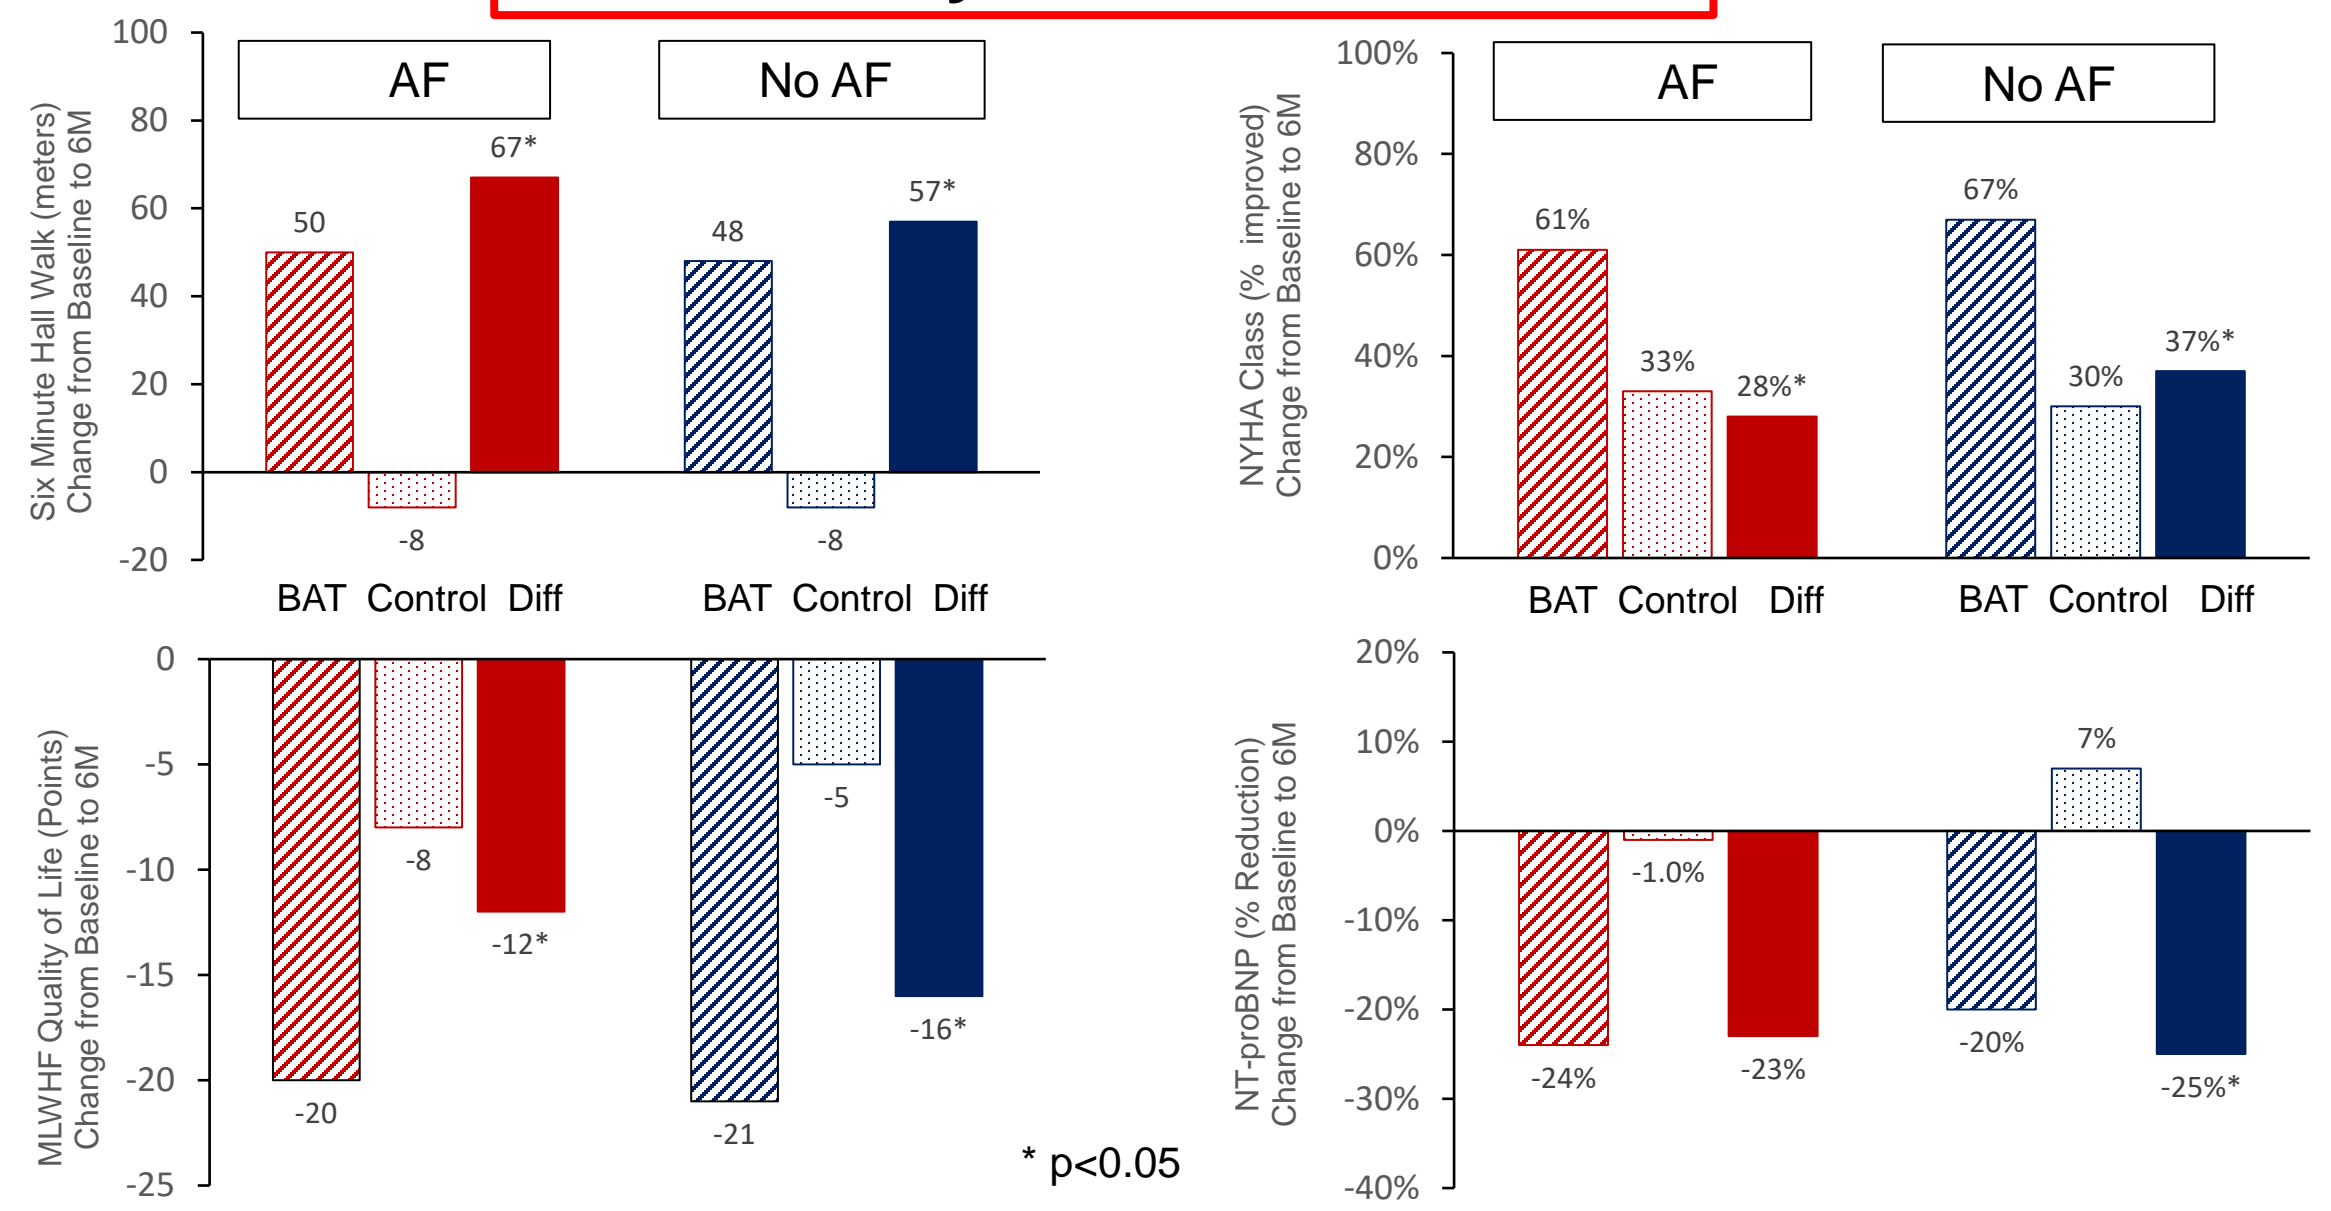 AF
No AF
Six Minute Hall Walk (meters)
Change from Baseline to 6M
100
80
60
40
20
0
-20
50
-8
67*
48
-8
57*
BAT Control Diff
BAT Control Diff
AF
No AF
NYHA Class (% improved)
Change from Baseline to 6M
100%
80%
60%
40%
20%
0%
61%
33%
28%*
67%
30%
37%*
BAT Control Diff
BAT Control Diff
MLWHF Quality of Life (Points)
Change from Baseline to 6M
0
-5
-10
-15
-20
-25
-20
-8
-12*
-21
-5
-16*
* p<0.05
NT-proBNP (% Reduction)
Change from Baseline to 6M
20%
10%
0%
-10%
-20%
-30%
-40%
-24%
-1.0%
-23%
-20%
7%
-25%*